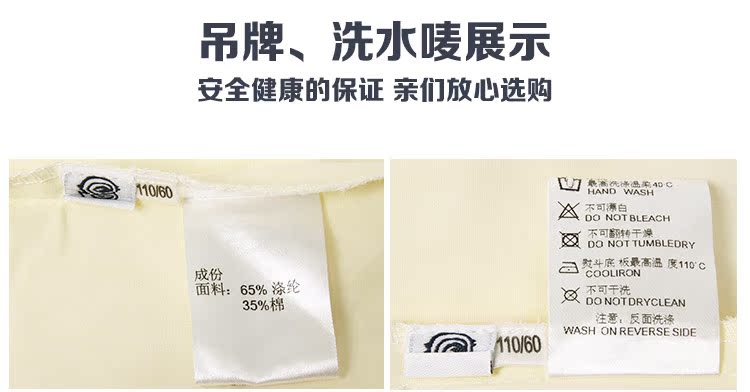 吊牌、洗水唛展示
安全健康的保证 亲们放心选购
110/60
成份
面料：65% 涤纶
35%棉
最高洗涤温柔40°C
HAND WASH
不可漂白
DO NOT BLEACH
不可翻转干燥
DO NOT TUMBLEDRY
熨斗底 板最高温 度110°C
COOLIRON
不可干洗
DO NOT DRYCLEAN
注意，反面洗涤
WASH ON REVERSE SIDE
110/60